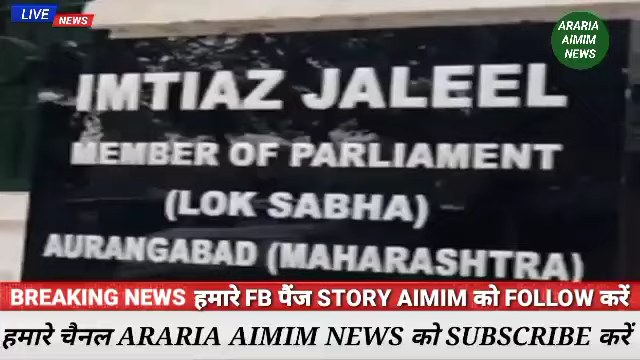 LIVE
NEWS
ARARIA
AIMIM
NEWS
IMTIAZ JALEEL
MEMBER OF PARLIAMENT
(LOK SABHA)
AURANGABAD (MAHARASHTRA)
BREAKING NEWS हमारे FB पैंज STORY AIMIM को FOLLOW करें
हमारे चैनल ARARIA AIMIM NEWS को SUBSCRIBE करें